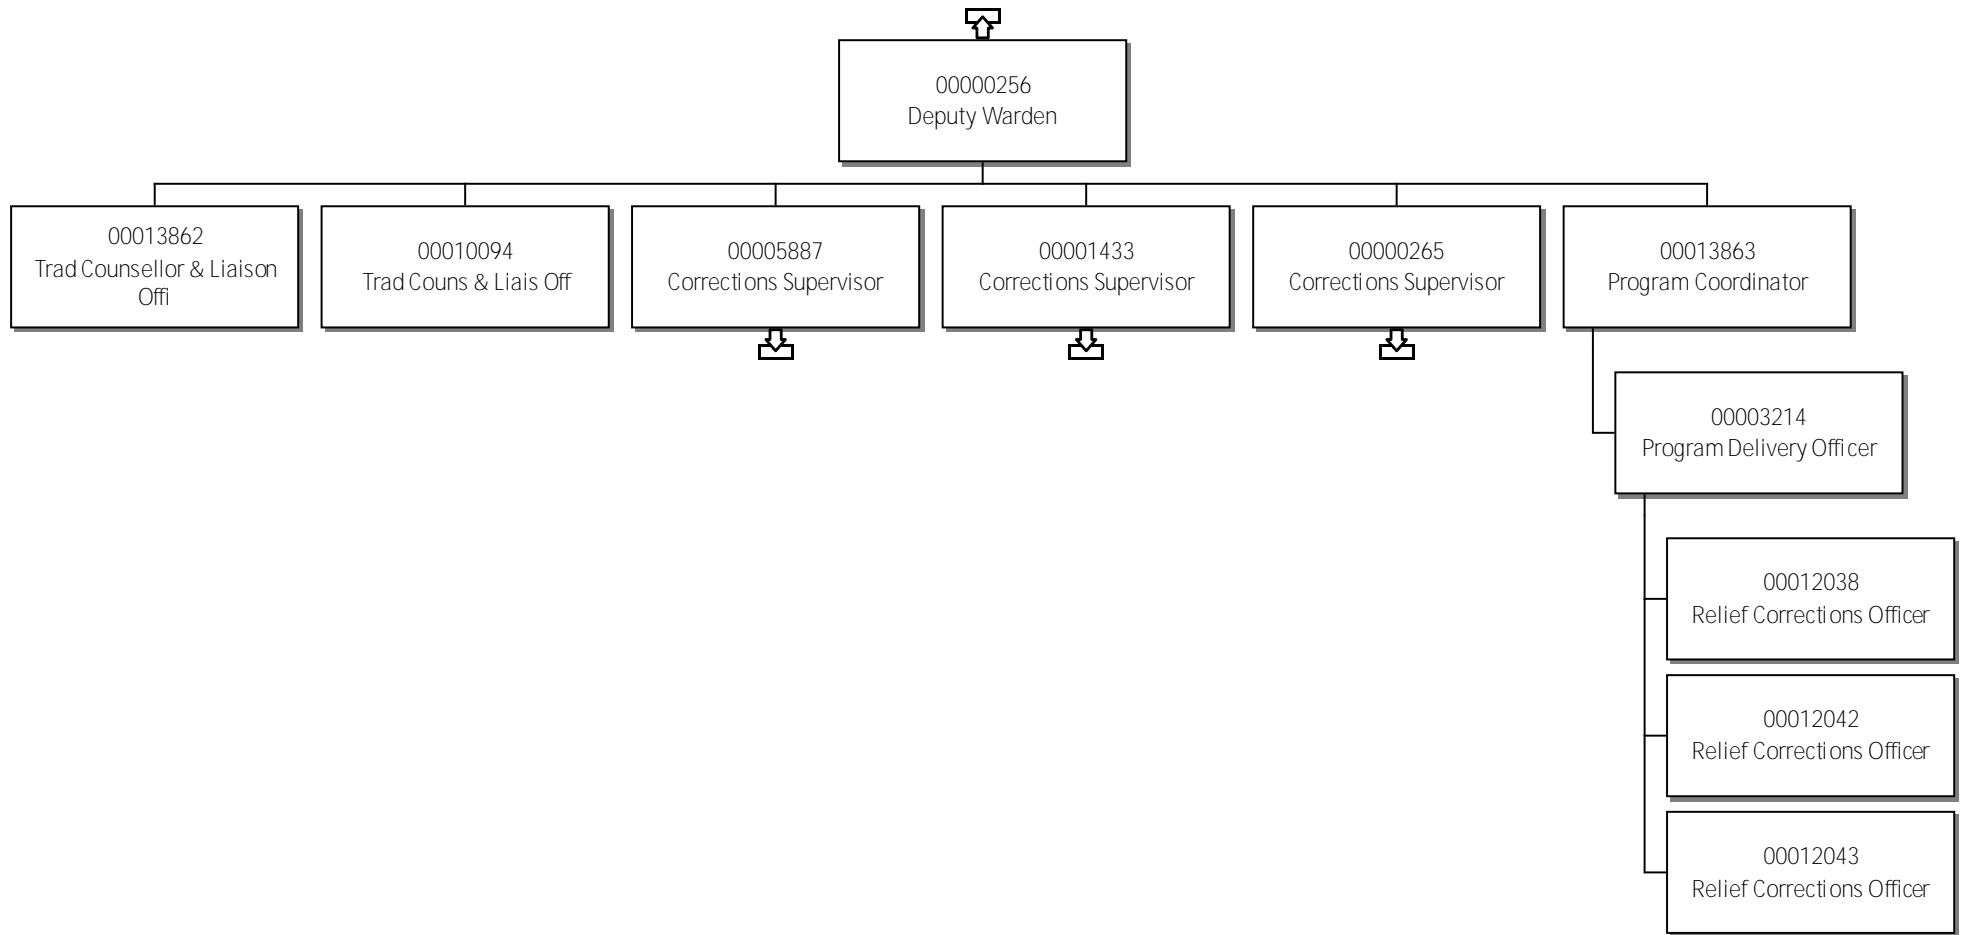 00000256
Deputy Warden
00013862
Trad Counsellor & Liaison
Offi
00010094
Trad Couns & Liais Off
00005887
Corrections Supervisor
00001433
Corrections Supervisor
00000265
Corrections Supervisor
00013863
Program Coordinator
00003214
Program Delivery Officer
00012038
Relief Corrections Officer
00012042
Relief Corrections Officer
00012043
Relief Corrections Officer